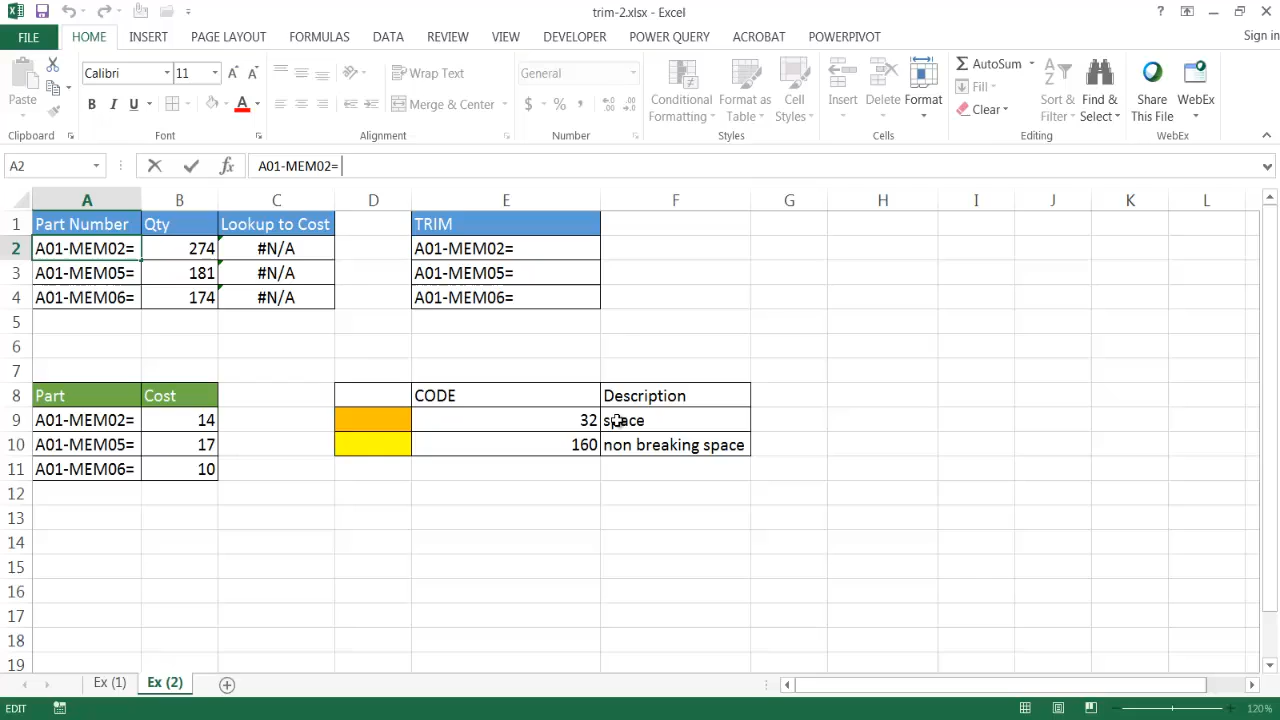 trim-2.xlsx - Excel
?
FILE HOME INSERT PAGE LAYOUT FORMULAS DATA REVIEW VIEW DEVELOPER POWER QUERY ACROBAT POWERPIVOT Sign in
Calibri 11 Wrap Text General AutoSum
Paste B I U Merge & Center $ % , Conditional Formatting Format as Table Cell Styles Insert Delete Format Fill Clear Sort & Filter Find & Select Share This File WebEx
Clipboard Font Alignment Number Styles Cells Editing WebEx
A2 fx A01-MEM02=
A B C D E F G H I J K L
1 Part Number Qty Lookup to Cost TRIM
2 A01-MEM02= 274 #N/A A01-MEM02=
3 A01-MEM05= 181 #N/A A01-MEM05=
4 A01-MEM06= 174 #N/A A01-MEM06=
5
6
7
8 Part Cost CODE Description
9 A01-MEM02= 14 32 space
10 A01-MEM05= 17 160 non breaking space
11 A01-MEM06= 10
12
13
14
15
16
17
18
19
Ex (1) Ex (2)
EDIT 120%